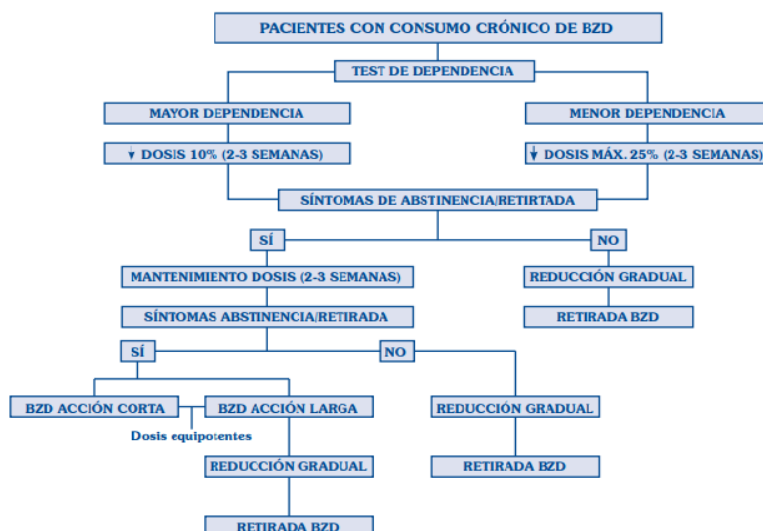 PACIENTES CON CONSUMO CRÓNICO DE BZD
TEST DE DEPENDENCIA
MAYOR DEPENDENCIA
MENOR DEPENDENCIA
↓ DOSIS 10% (2-3 SEMANAS)
↓ DOSIS MÁX. 25% (2-3 SEMANAS)
SÍNTOMAS DE ABSTINENCIA/RETIRTADA
SÍ
NO
MANTENIMIENTO DOSIS (2-3 SEMANAS)
REDUCCIÓN GRADUAL
SÍNTOMAS ABSTINENCIA/RETIRADA
RETIRADA BZD
SÍ
NO
BZD ACCIÓN CORTA
BZD ACCIÓN LARGA
REDUCCIÓN GRADUAL
Dosis equipotentes
REDUCCIÓN GRADUAL
RETIRADA BZD
RETIRADA BZD